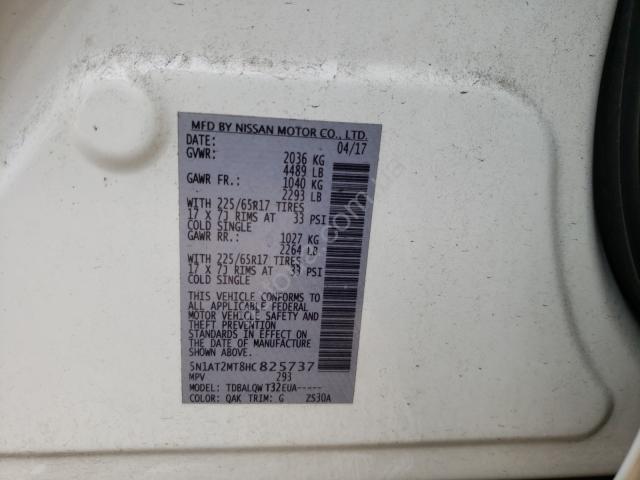 MFD BY NISSAN MOTOR CO., LTD.
DATE: 04/17
GVWR: 2036 KG
4489 LB
GAWR FR.: 1040 KG
2293 LB
WITH 225/65R17 TIRES
17 X 7J RIMS AT 33 PSI
COLD SINGLE
GAWR RR.: 1027 KG
2264 LB
WITH 225/65R17 TIRES
17 X 7J RIMS AT 33 PSI
COLD SINGLE
THIS VEHICLE CONFORMS TO
ALL APPLICABLE FEDERAL
MOTOR VEHICLE SAFETY AND
THEFT PREVENTION
STANDARDS IN EFFECT ON
THE DATE OF MANUFACTURE
SHOWN ABOVE.
5N1AT2MT8HC825737
MPV 293
MODEL: TDBALQWT32EUA-----
COLOR: QAK TRIM: G ZS30A